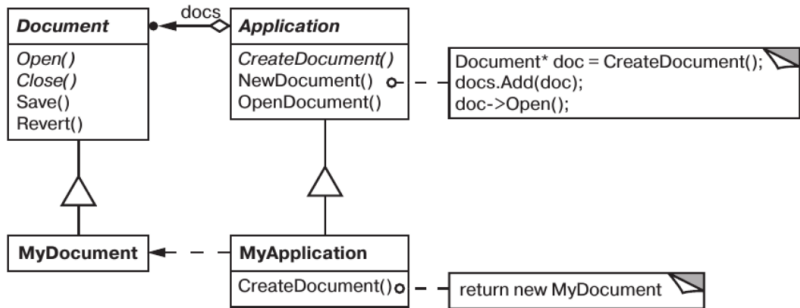 Document
Open()
Close()
Save()
Revert()
docs
Application
CreateDocument()
NewDocument()
OpenDocument()
Document* doc = CreateDocument();
docs.Add(doc);
doc->Open();
MyDocument
MyApplication
CreateDocument()
return new MyDocument